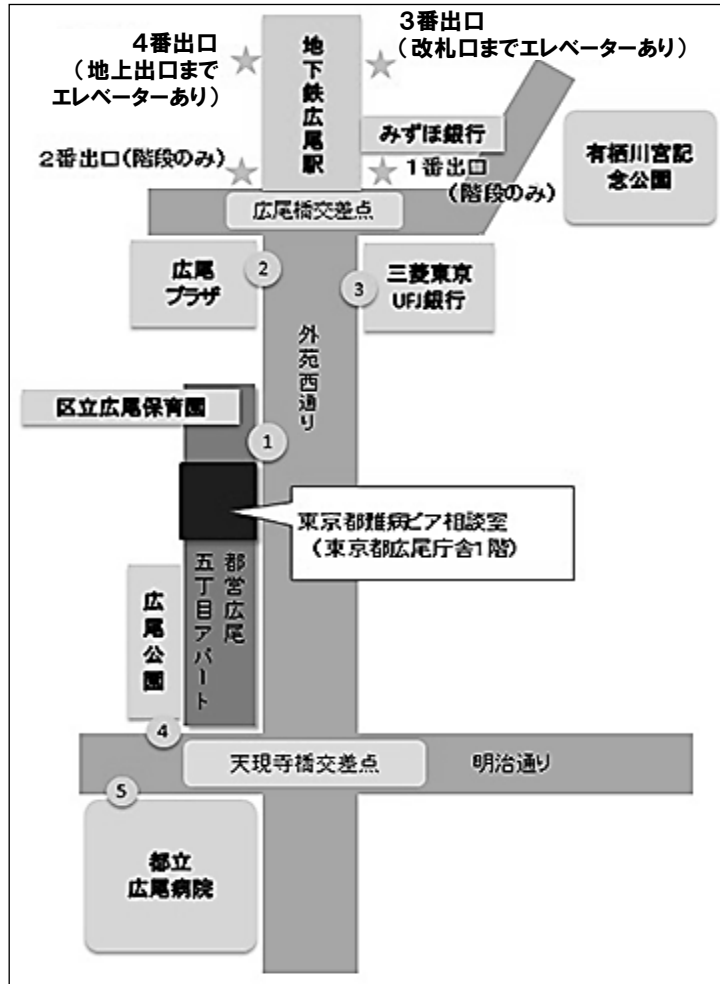 4番出口
(地上出口まで
エレベーターあり)
地下鉄広尾駅
3番出口
(改札口までエレベーターあり)
みずほ銀行
有栖川宮記
念公園
2番出口(階段のみ)
1番出口
(階段のみ)
広尾橋交差点
広尾
プラザ
2
3
三菱東京
UFJ銀行
外苑西通り
区立広尾保育園
1
東京都難病ピア相談室
(東京都広尾庁舎1階)
都営広尾
五丁目アパート
広尾公園
4
天現寺橋交差点
明治通り
5
都立
広尾病院